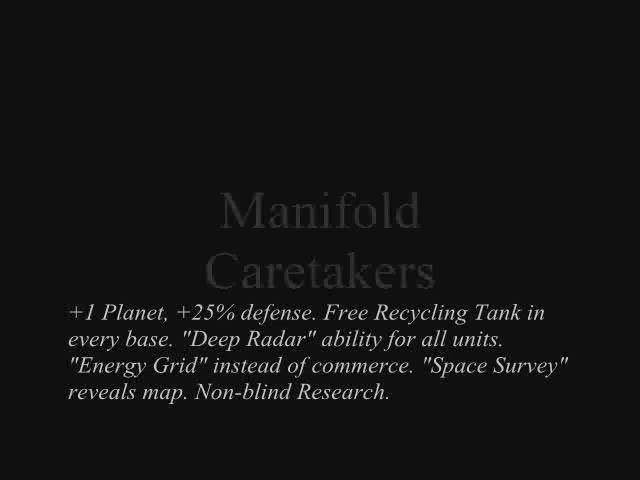 Manifold
Caretakers
+1 Planet, +25% defense. Free Recycling Tank in
every base. "Deep Radar" ability for all units.
"Energy Grid" instead of commerce. "Space Survey"
reveals map. Non-blind Research.